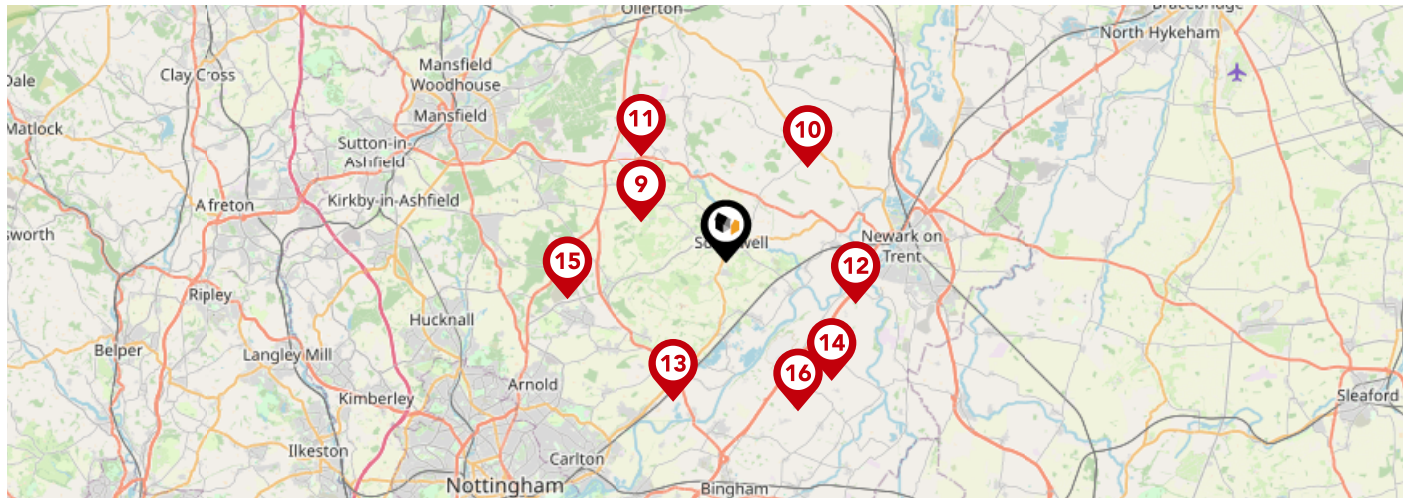 Ollerton
Bracebridge
North Hykeham
Clay Cross
Mansfield
Woodhouse
Dale
Mansfield
11
10
Matlock
Sutton-in-
Ashfield
9
Kirkby-in-Ashfield
Afreton
sworth
Newark on
Trent
15
12
Ripley
Hucknall
14
Belper
Langley Mill
13
16
Arnold
Kimberley
Sleaford
Ilkeston
Carlton
Nottingham
Bingham